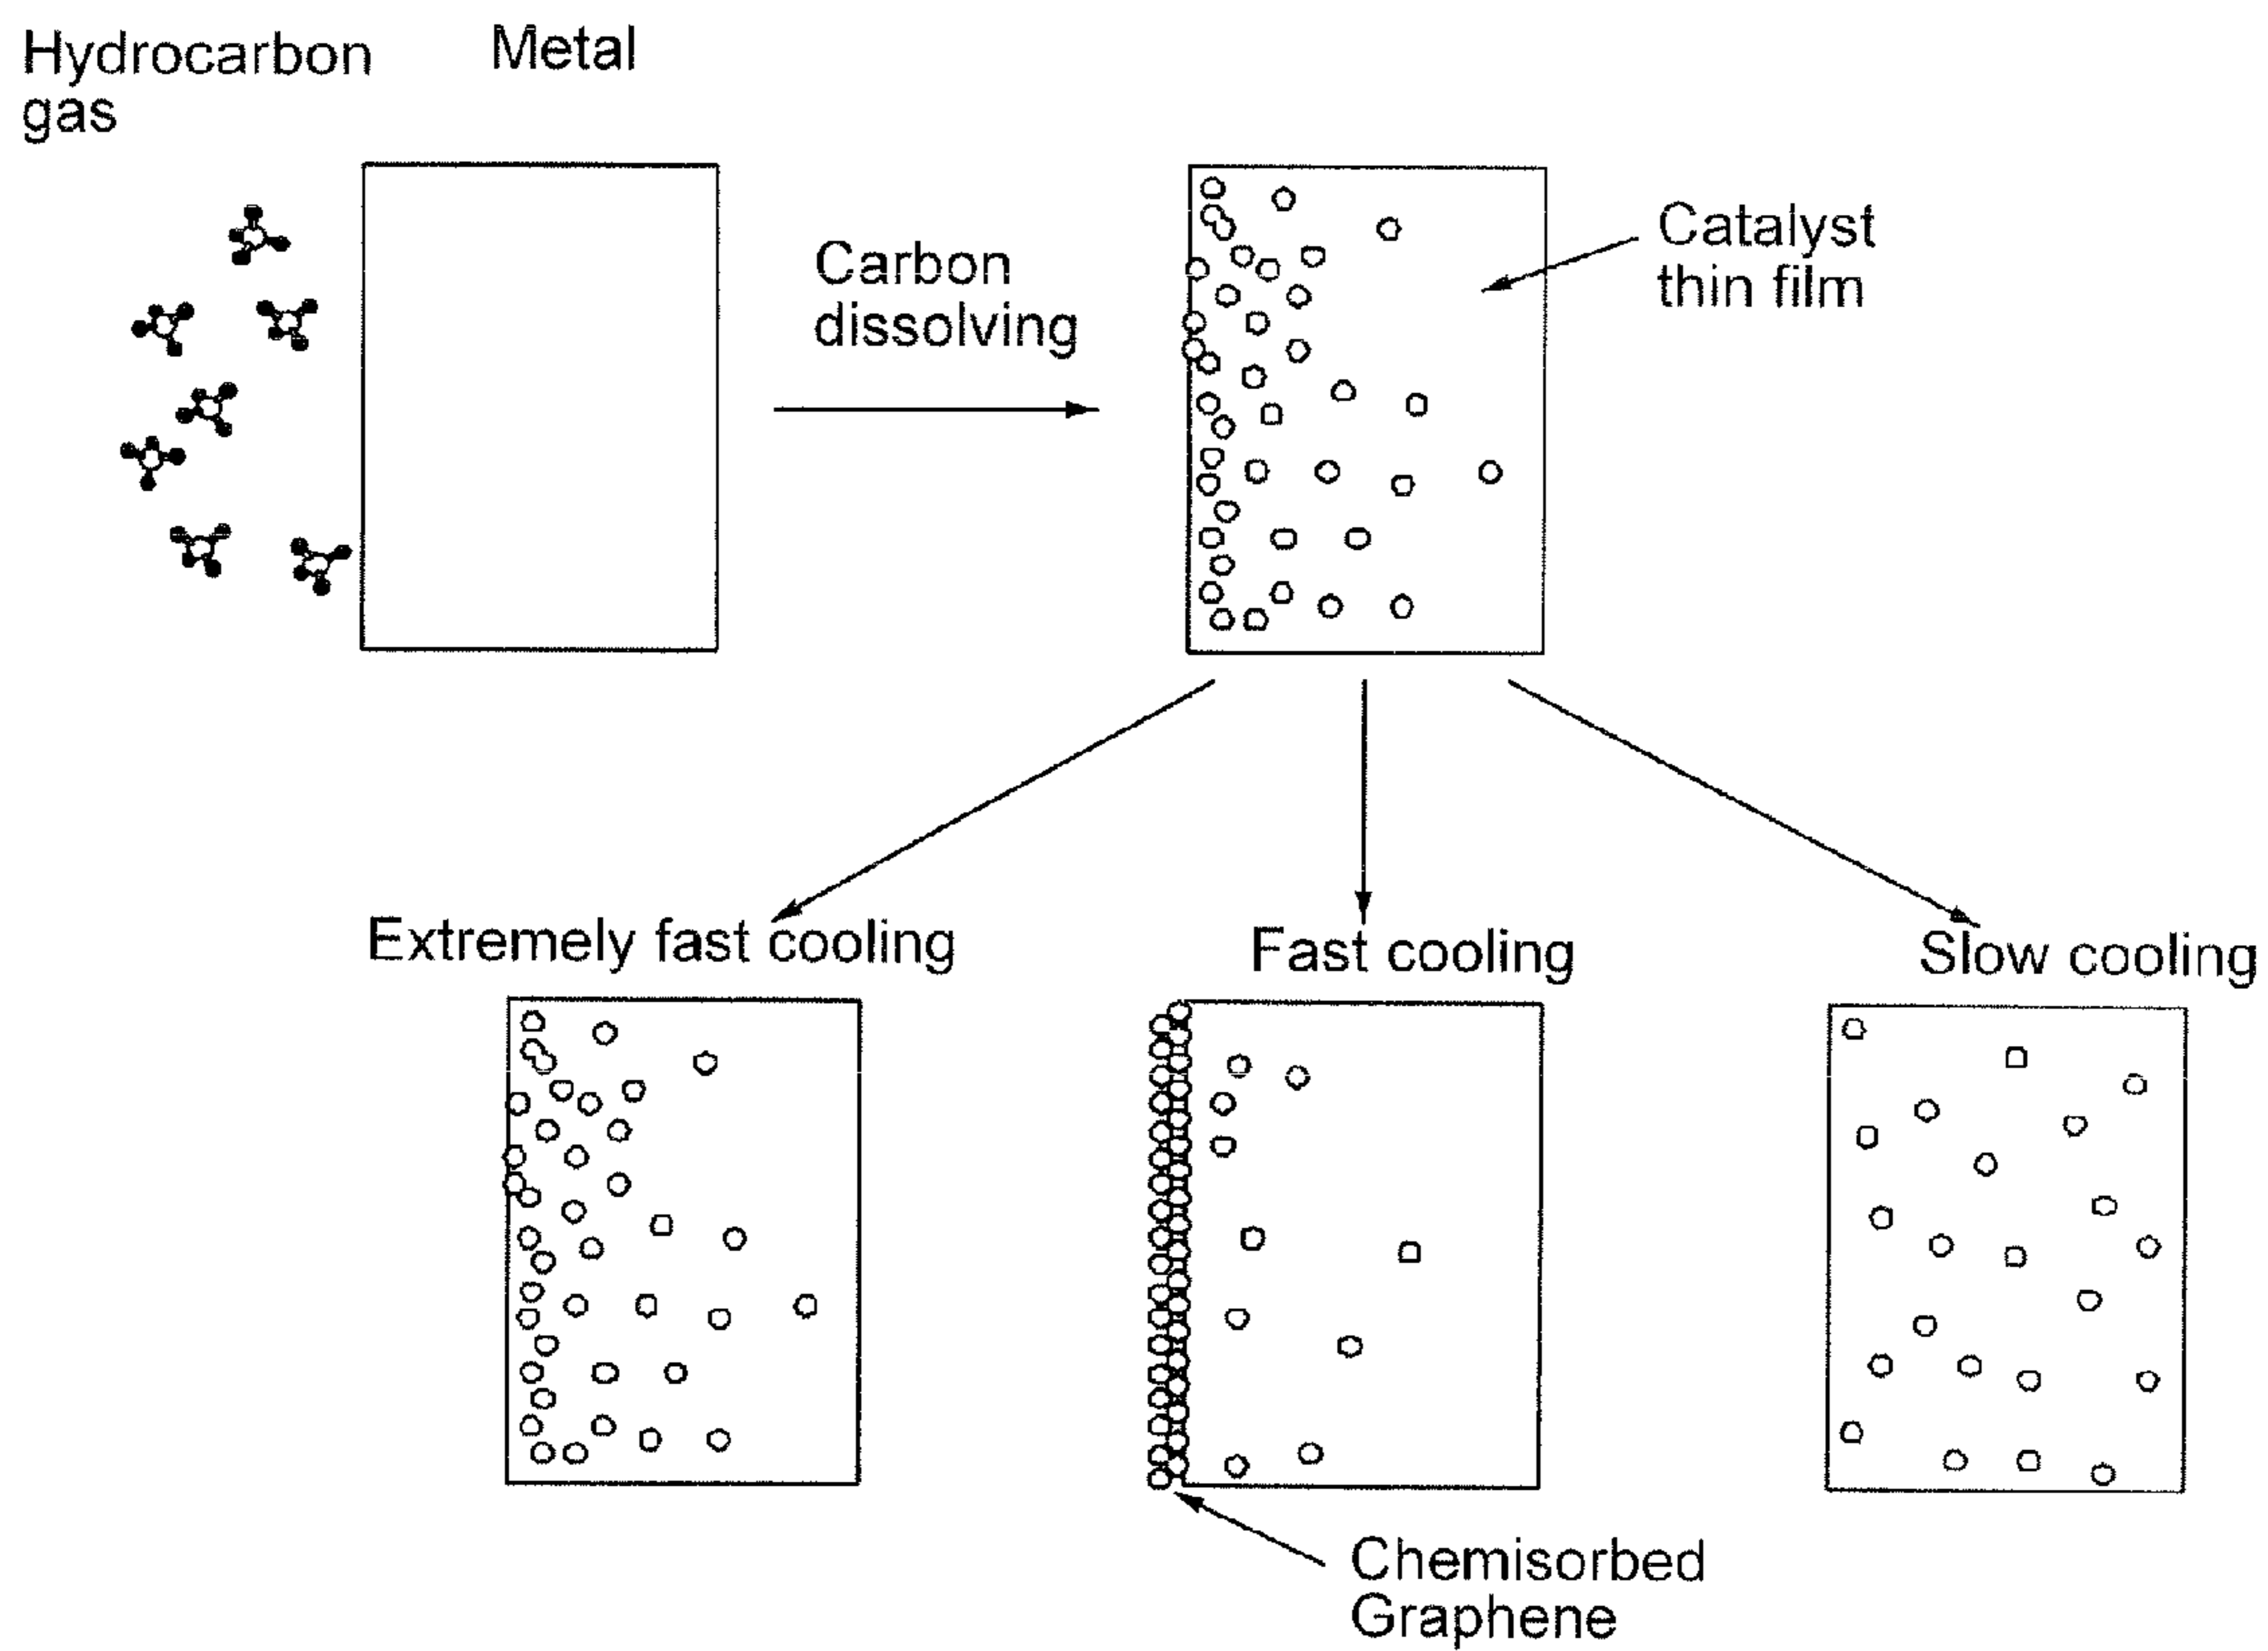 Hydrocarbon
gas
Metal
Carbon
dissolving
Catalyst
thin film
Extremely fast cooling
Fast cooling
Slow cooling
Chemisorbed
Graphene